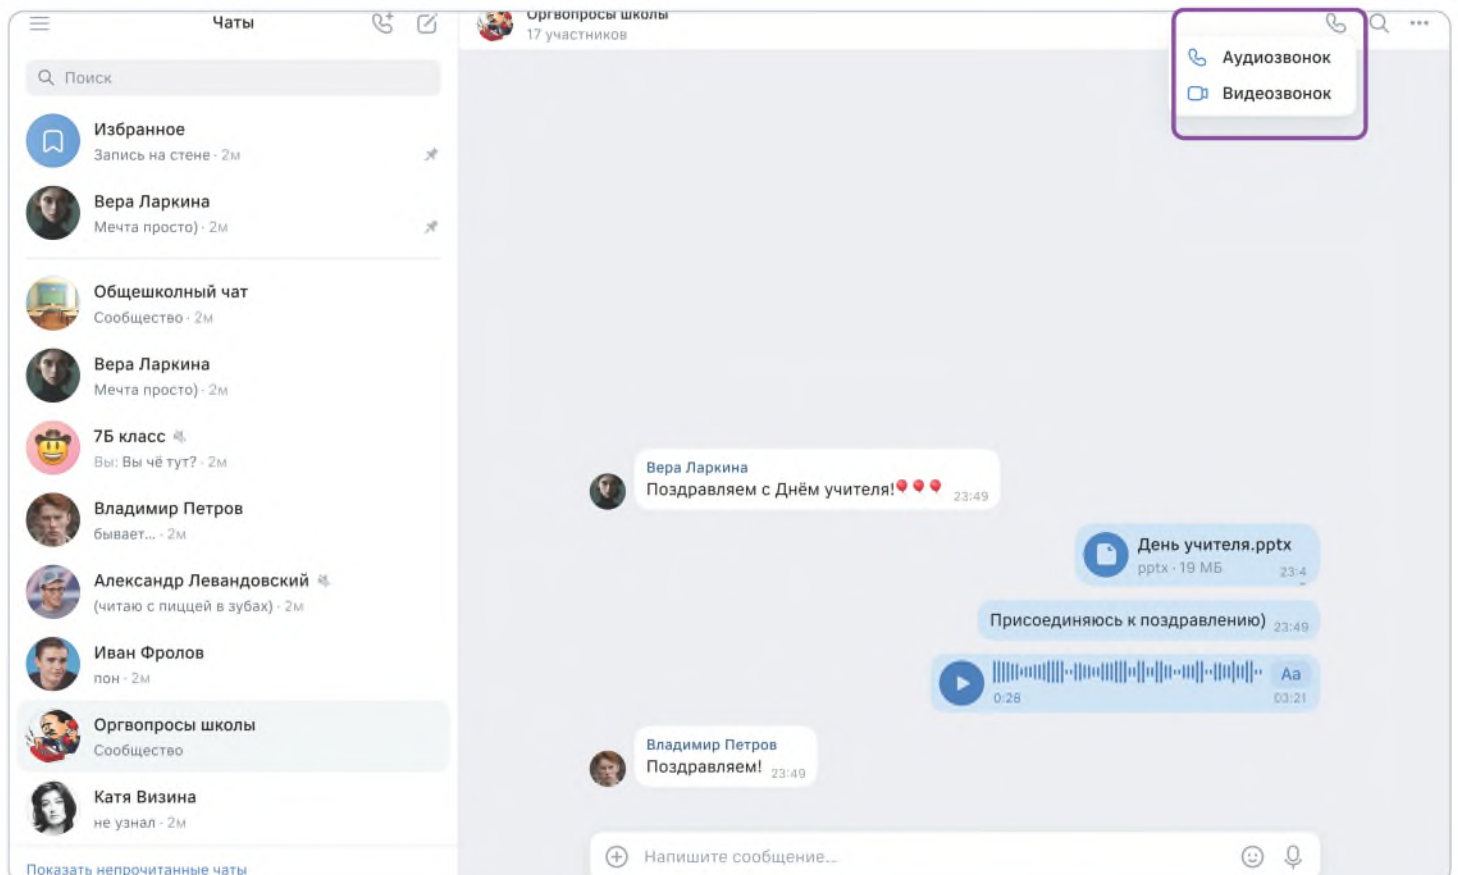 Чаты
Поиск
Избранное
Запись на стене · 2м
Вера Ларкина
Мечта просто) · 2м
Общешколный чат
Сообщество · 2м
Вера Ларкина
Мечта просто) · 2м
7Б класс
Вы: Вы чё тут? · 2м
Владимир Петров
бывает... · 2м
Александр Левандовский
(читаю с пиццей в зубах) · 2м
Иван Фролов
пон · 2м
Оргвопросы школы
Сообщество
Катя Визина
не узнал · 2м
Показать непрочитанные чаты
Оргвопросы школы
17 участников
Аудиозвонок
Видеозвонок
Вера Ларкина
Поздравляем с Днём учителя! 23:49
День учителя.pptx
pptx · 19 МБ 23:4
Присоединяюсь к поздравлению) 23:49
Aa
0:28 03:21
Владимир Петров
Поздравляем! 23:49
Напишите сообщение...